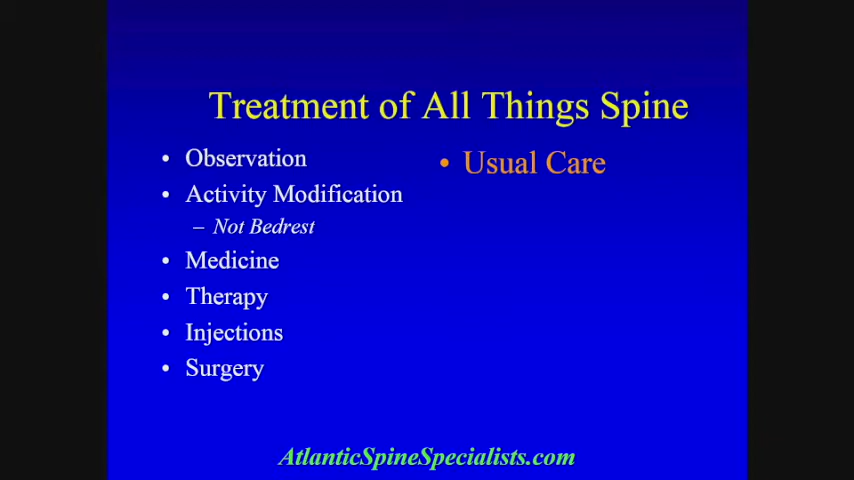 Treatment of All Things Spine
• Observation
• Activity Modification
– Not Bedrest
• Medicine
• Therapy
• Injections
• Surgery
• Usual Care
AtlanticSpineSpecialists.com